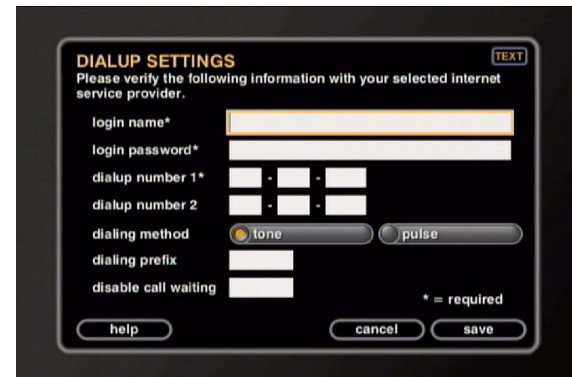 DIALUP SETTINGS
TEXT
Please verify the following information with your selected internet
service provider.
login name*
login password*
dialup number 1*
- -
dialup number 2
- -
dialing method
tone
pulse
dialing prefix
disable call waiting
* = required
help
cancel
save